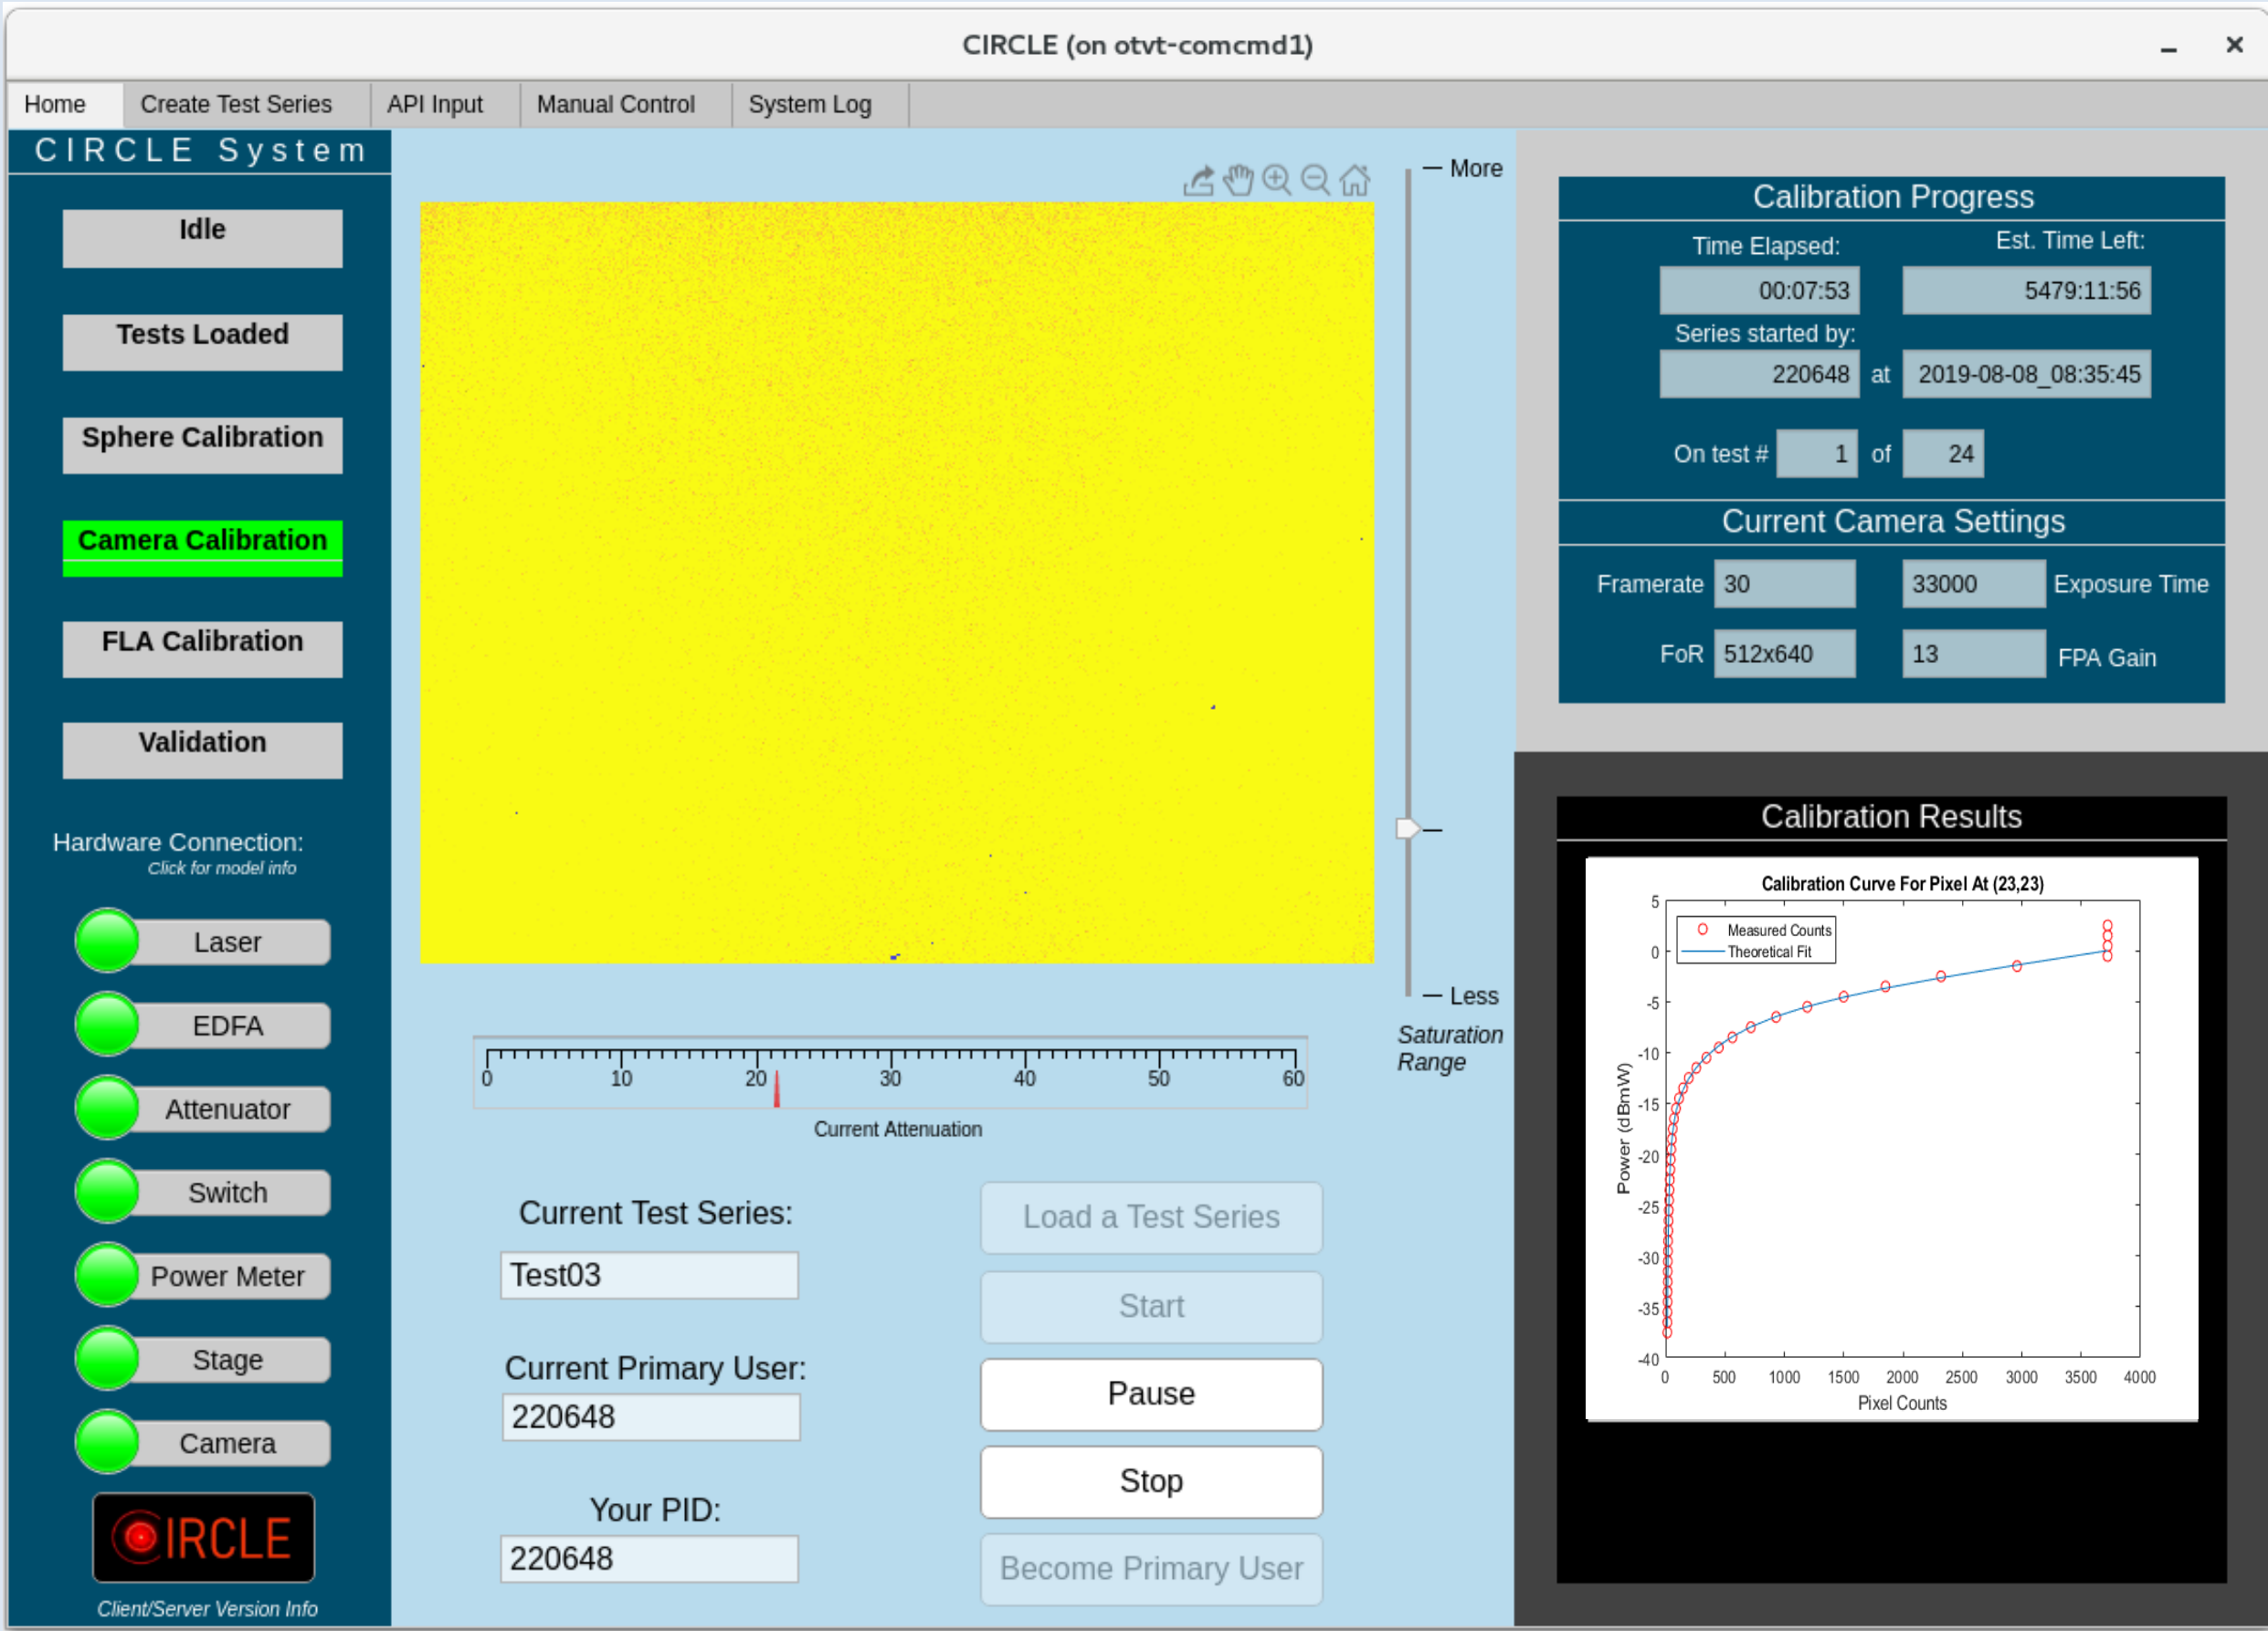 CIRCLE (on otvt-comcmd1)
Home
Create Test Series
API Input
Manual Control
System Log
CIRCLE System
Idle
Tests Loaded
Sphere Calibration
Camera Calibration
FLA Calibration
Validation
Hardware Connection:
Click for model info
Laser
EDFA
Attenuator
Switch
Power Meter
Stage
Camera
CIRCLE
Client/Server Version Info
More
Less
Saturation
Range
0 10 20 30 40 50 60
Current Attenuation
Current Test Series:
Test03
Current Primary User:
220648
Your PID:
220648
Load a Test Series
Start
Pause
Stop
Become Primary User
Calibration Progress
Time Elapsed: Est. Time Left:
00:07:53 5479:11:56
Series started by:
220648 at 2019-08-08_08:35:45
On test # 1 of 24
Current Camera Settings
Framerate 30 33000 Exposure Time
FoR 512x640 13 FPA Gain
Calibration Results
Calibration Curve For Pixel At (23,23)
Measured Counts
Theoretical Fit
5
0
-5
-10
-15
-20
-25
-30
-35
-40
Power (dBmW)
0 500 1000 1500 2000 2500 3000 3500 4000
Pixel Counts